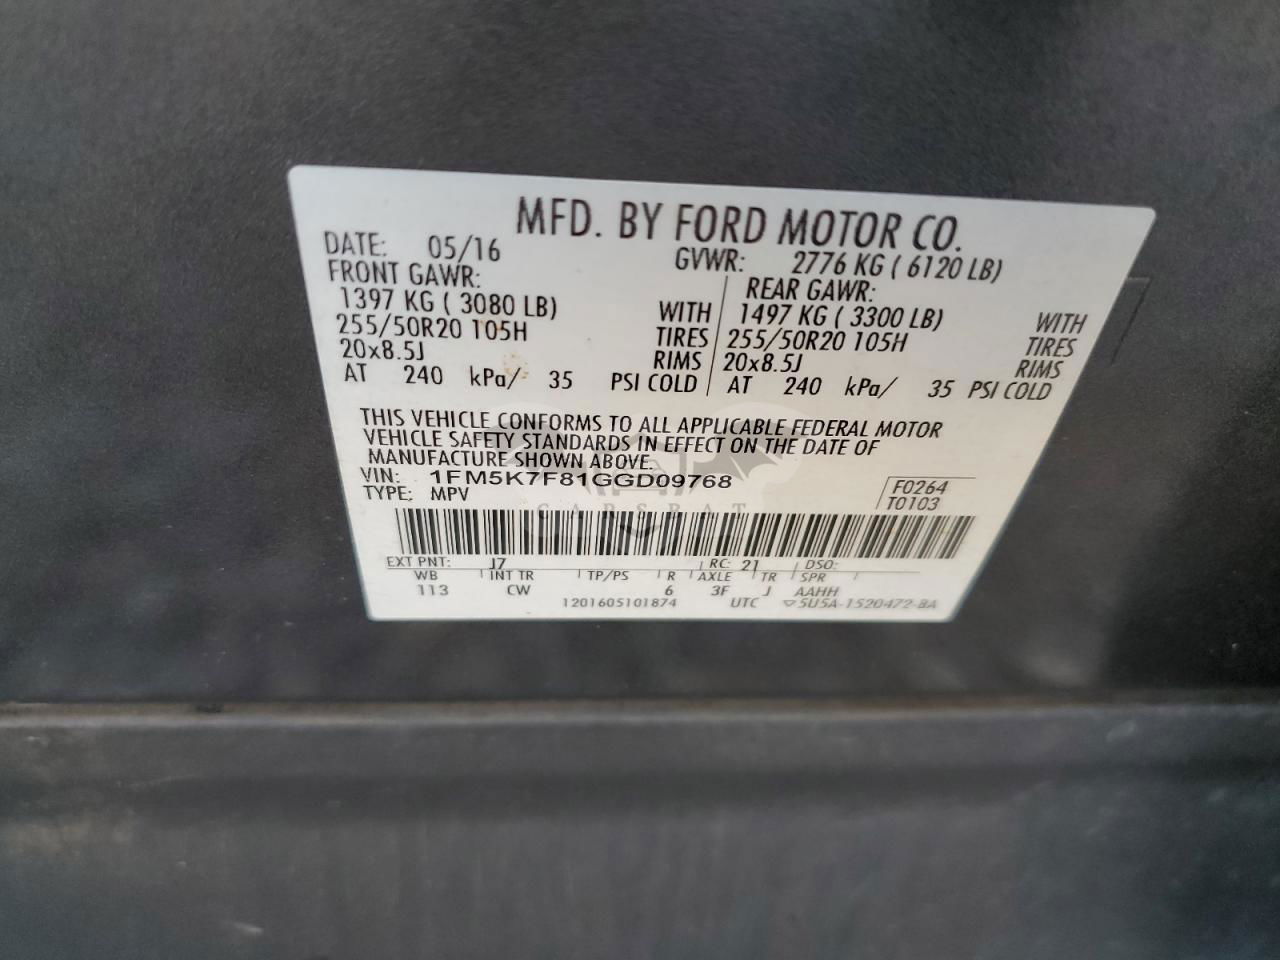 MFD. BY FORD MOTOR CO.
DATE: 05/16 GVWR: 2776 KG ( 6120 LB)
FRONT GAWR: REAR GAWR:
1397 KG ( 3080 LB) WITH 1497 KG ( 3300 LB) WITH
255/50R20 105H TIRES 255/50R20 105H TIRES
20x8.5J RIMS 20x8.5J RIMS
AT 240 kPa/ 35 PSI COLD AT 240 kPa/ 35 PSI COLD
THIS VEHICLE CONFORMS TO ALL APPLICABLE FEDERAL MOTOR
VEHICLE SAFETY STANDARDS IN EFFECT ON THE DATE OF
MANUFACTURE SHOWN ABOVE.
VIN: 1FM5K7F81GGD09768 F0264
TYPE: MPV T0103
CARSBAT
EXT PNT: J7 RC: 21 DSO:
WB INT TR TP/PS R AXLE TR SPR
113 CW 6 3F J AAHH
1201605101874 UTC ▽5U5A-1520472-BA